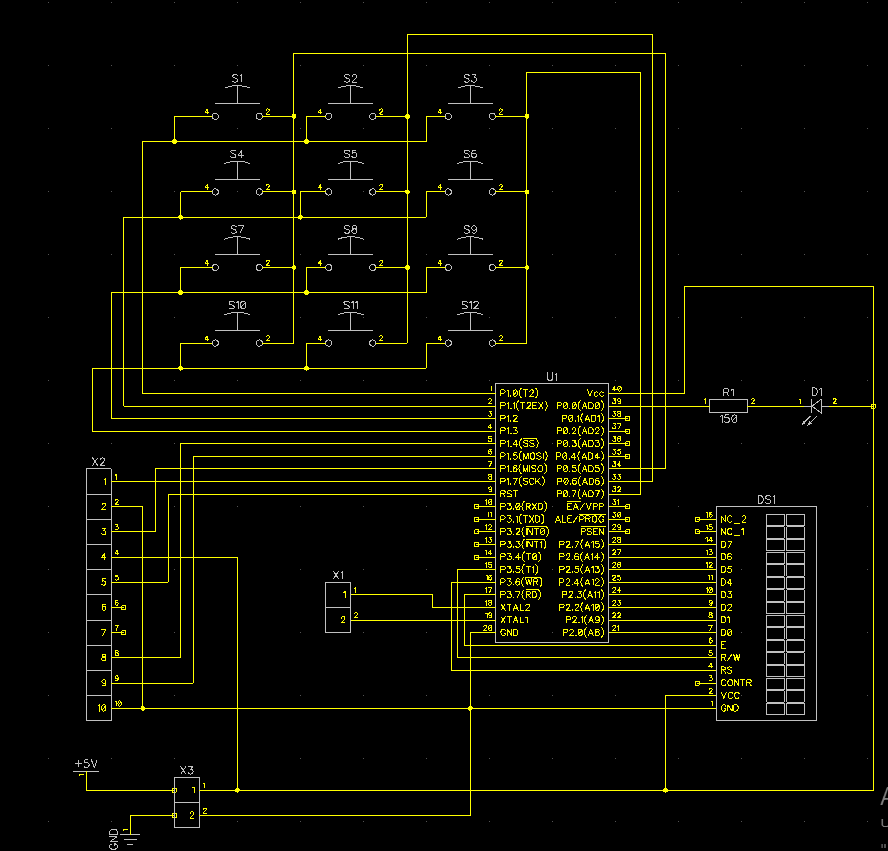 S1 S2 S3
4 2 4 2 4 2
S4 S5 S6
4 2 4 2 4 2
S7 S8 S9
4 2 4 2 4 2
S10 S11 S12
4 2 4 2 4 2
U1
1 P1.0(T2) Vcc 40
2 P1.1(T2EX) P0.0(AD0) 39
3 P1.2 P0.1(AD1) 38
4 P1.3 P0.2(AD2) 37
5 P1.4(SS) P0.3(AD3) 36
6 P1.5(MOSI) P0.4(AD4) 35
7 P1.6(MISO) P0.5(AD5) 34
8 P1.7(SCK) P0.6(AD6) 33
9 RST P0.7(AD7) 32
10 P3.0(RXD) EA/VPP 31
11 P3.1(TXD) ALE/PROG 30
12 P3.2(INT0) PSEN 29
13 P3.3(INT1) P2.7(A15) 28
14 P3.4(T0) P2.6(A14) 27
15 P3.5(T1) P2.5(A13) 26
16 P3.6(WR) P2.4(A12) 25
17 P3.7(RD) P2.3(A11) 24
18 XTAL2 P2.2(A10) 23
19 XTAL1 P2.1(A9) 22
20 GND P2.0(A8) 21
R1
1 2
150
D1
1 2
X2
1 1
2 2
3 3
4 4
5 5
6 6
7 7
8 8
9 9
10 10
X1
1 1
2 2
DS1
16 NC_2
15 NC_1
14 D7
13 D6
12 D5
11 D4
10 D3
9 D2
8 D1
7 D0
6 E
5 R/W
4 RS
3 CONTR
2 VCC
1 GND
+5V
1
X3
1 1
2 2
GND
1